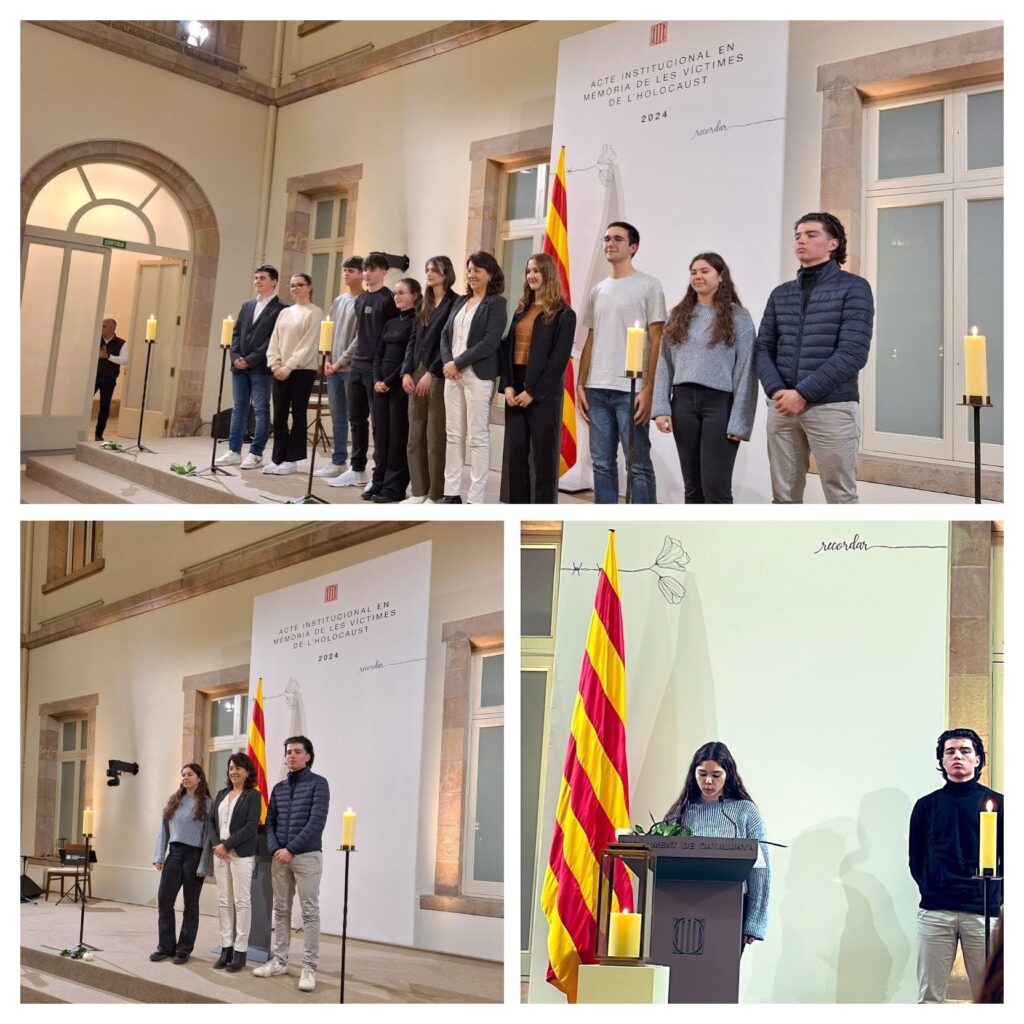 ACTE INSTITUCIONAL EN
MEMÒRIA DE LES VÍCTIMES
DE L'HOLOCAUST
2024
recordar
SORTIDA
ACTE INSTITUCIONAL EN
MEMÒRIA DE LES VÍCTIMES
DE L'HOLOCAUST
2024
recordar
recordar
MENT DE CATALUNYA